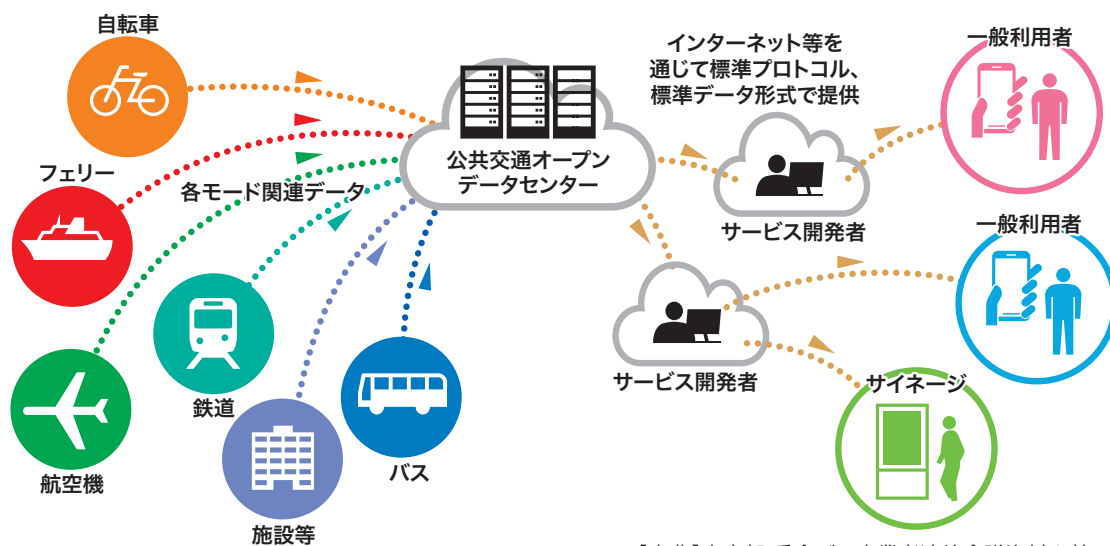 自転車
フェリー
各モード関連データ
航空機
鉄道
施設等
バス
公共交通オープン
データセンター
インターネット等を
通じて標準プロトコル、
標準データ形式で提供
サービス開発者
一般利用者
サービス開発者
一般利用者
サイネージ